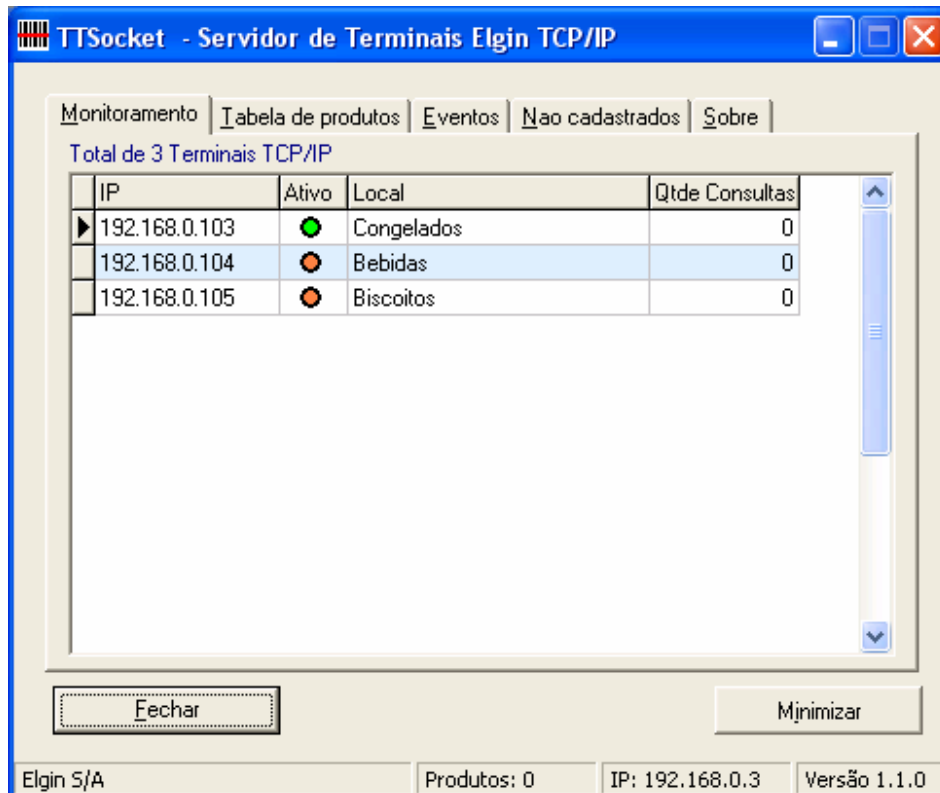 TTSocket - Servidor de Terminais Elgin TCP/IP
Monitoramento Tabela de produtos Eventos Nao cadastrados Sobre
Total de 3 Terminais TCP/IP
IP Ativo Local Qtde Consultas
192.168.0.103 Congelados 0
192.168.0.104 Bebidas 0
192.168.0.105 Biscoitos 0
Fechar Minimizar
Elgin S/A Produtos: 0 IP: 192.168.0.3 Versão 1.1.0